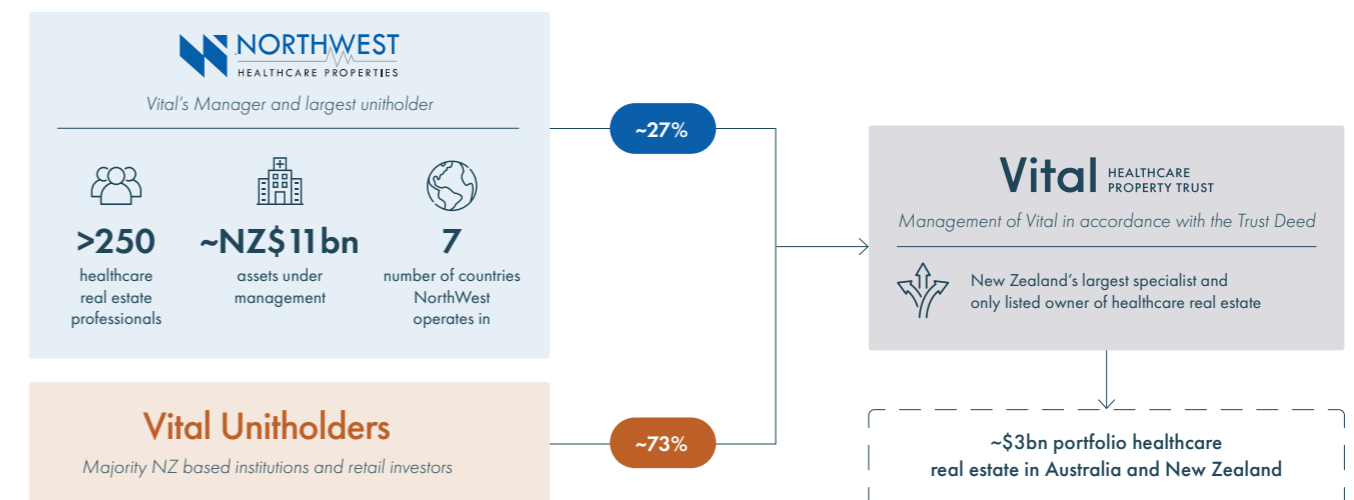 NORTHWEST
HEALTHCARE PROPERTIES
Vital's Manager and largest unitholder
>250
healthcare
real estate
professionals
~NZ$11bn
assets under
management
7
number of countries
NorthWest
operates in
~27%
Vital Unitholders
Majority NZ based institutions and retail investors
~73%
Vital HEALTHCARE
PROPERTY TRUST
Management of Vital in accordance with the Trust Deed
New Zealand's largest specialist and
only listed owner of healthcare real estate
~$3bn portfolio healthcare
real estate in Australia and New Zealand